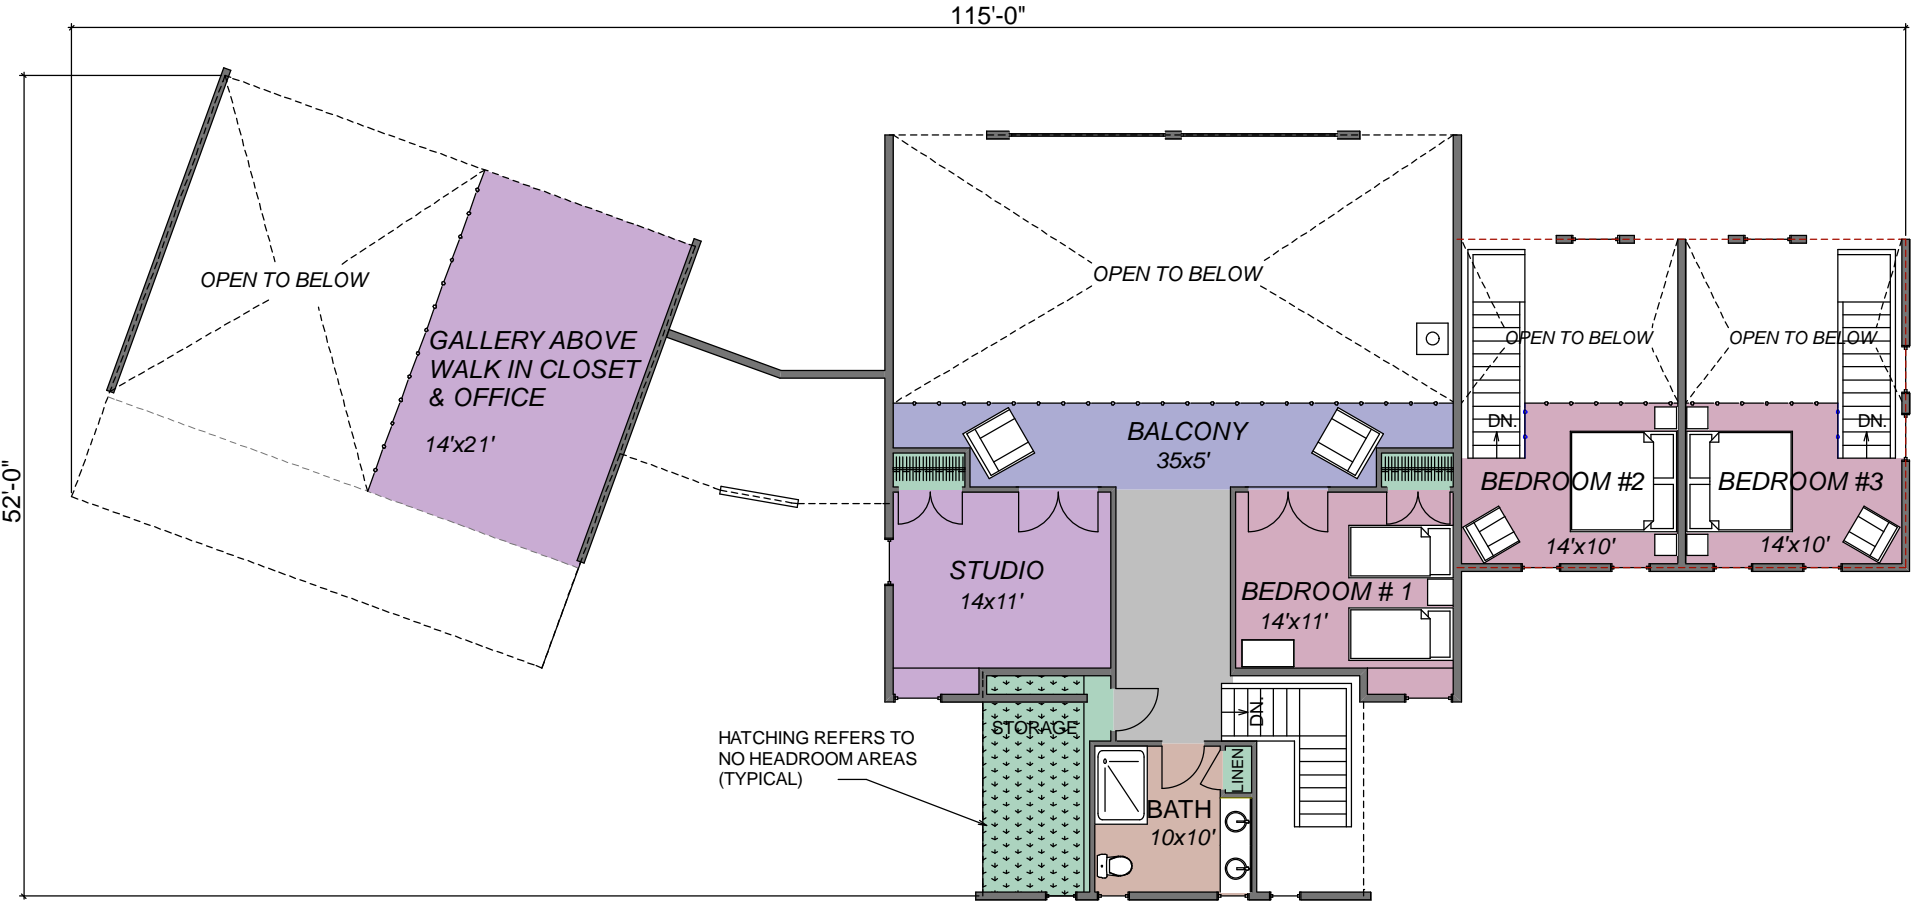 115'-0"
52'-0"
OPEN TO BELOW
GALLERY ABOVE
WALK IN CLOSET
& OFFICE
14'x21'
OPEN TO BELOW
BALCONY
35x5'
OPEN TO BELOW
OPEN TO BELOW
DN.
DN.
BEDROOM #2
14'x10'
BEDROOM #3
14'x10'
STUDIO
14x11'
BEDROOM # 1
14'x11'
STORAGE
DN.
HATCHING REFERS TO
NO HEADROOM AREAS
(TYPICAL)
LINEN
BATH
10x10'